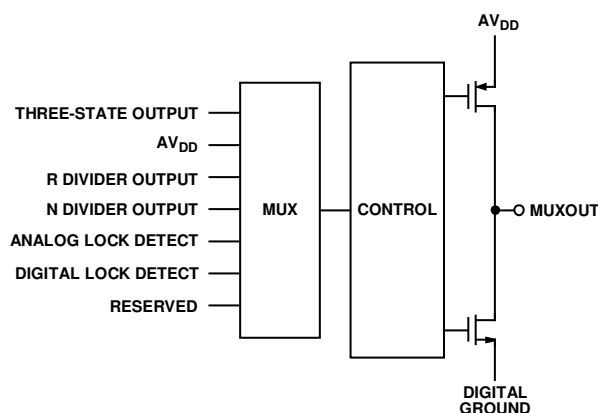 AVDD
THREE-STATE OUTPUT
AVDD
R DIVIDER OUTPUT
N DIVIDER OUTPUT
MUX
CONTROL
MUXOUT
ANALOG LOCK DETECT
DIGITAL LOCK DETECT
RESERVED
DIGITAL
GROUND